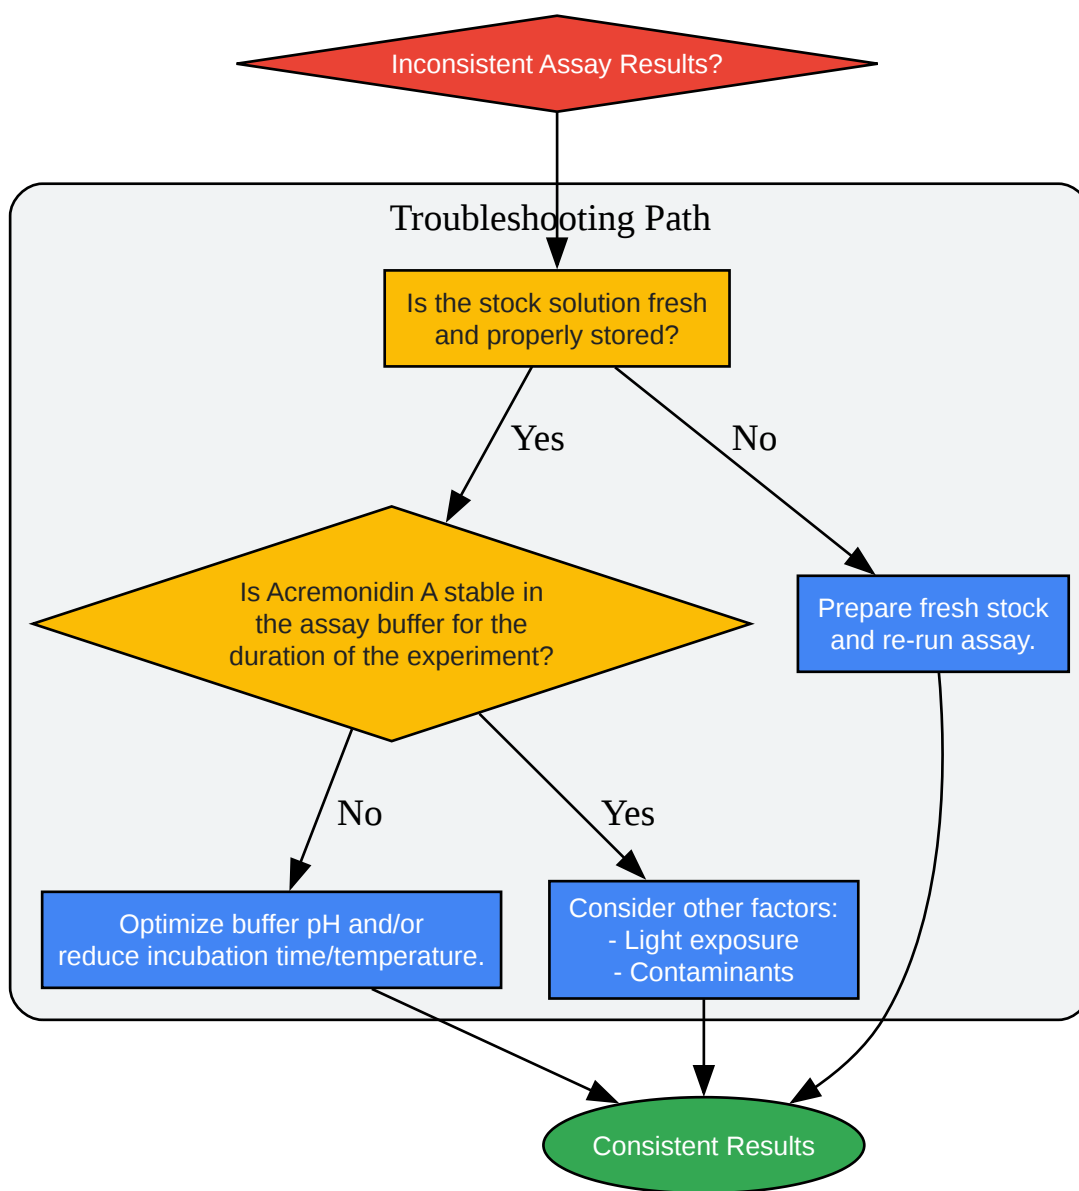 Inconsistent Assay Results?
Troubleshooting Path
Is the stock solution fresh
and properly stored?
Yes
No
Is Acremonidin A stable in
the assay buffer for the
duration of the experiment?
Prepare fresh stock
and re-run assay.
No
Yes
Optimize buffer pH and/or
reduce incubation time/temperature.
Consider other factors:
- Light exposure
- Contaminants
Consistent Results